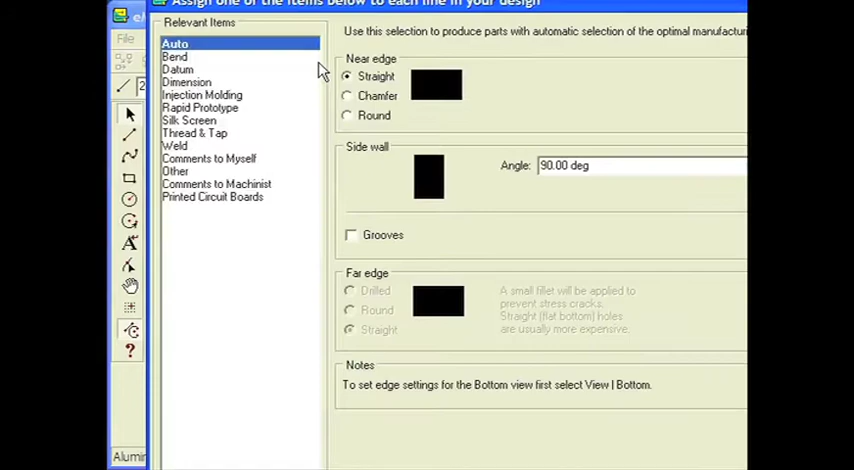 Assign one of the items below to each line in your design
File
Relevant Items
Auto
Bend
Datum
Dimension
Injection Molding
Rapid Prototype
Silk Screen
Thread & Tap
Weld
Comments to Myself
Other
Comments to Machinist
Printed Circuit Boards
Use this selection to produce parts with automatic selection of the optimal
Near edge
Straight
Chamfer
Round
Side wall
Angle: 90.00 deg
Grooves
Far edge
Drilled
Round
Straight
A small fillet will be applied to
prevent stress cracks.
Straight (flat bottom) holes
are usually more expensive.
Notes
To set edge settings for the Bottom view first select View | Bottom.